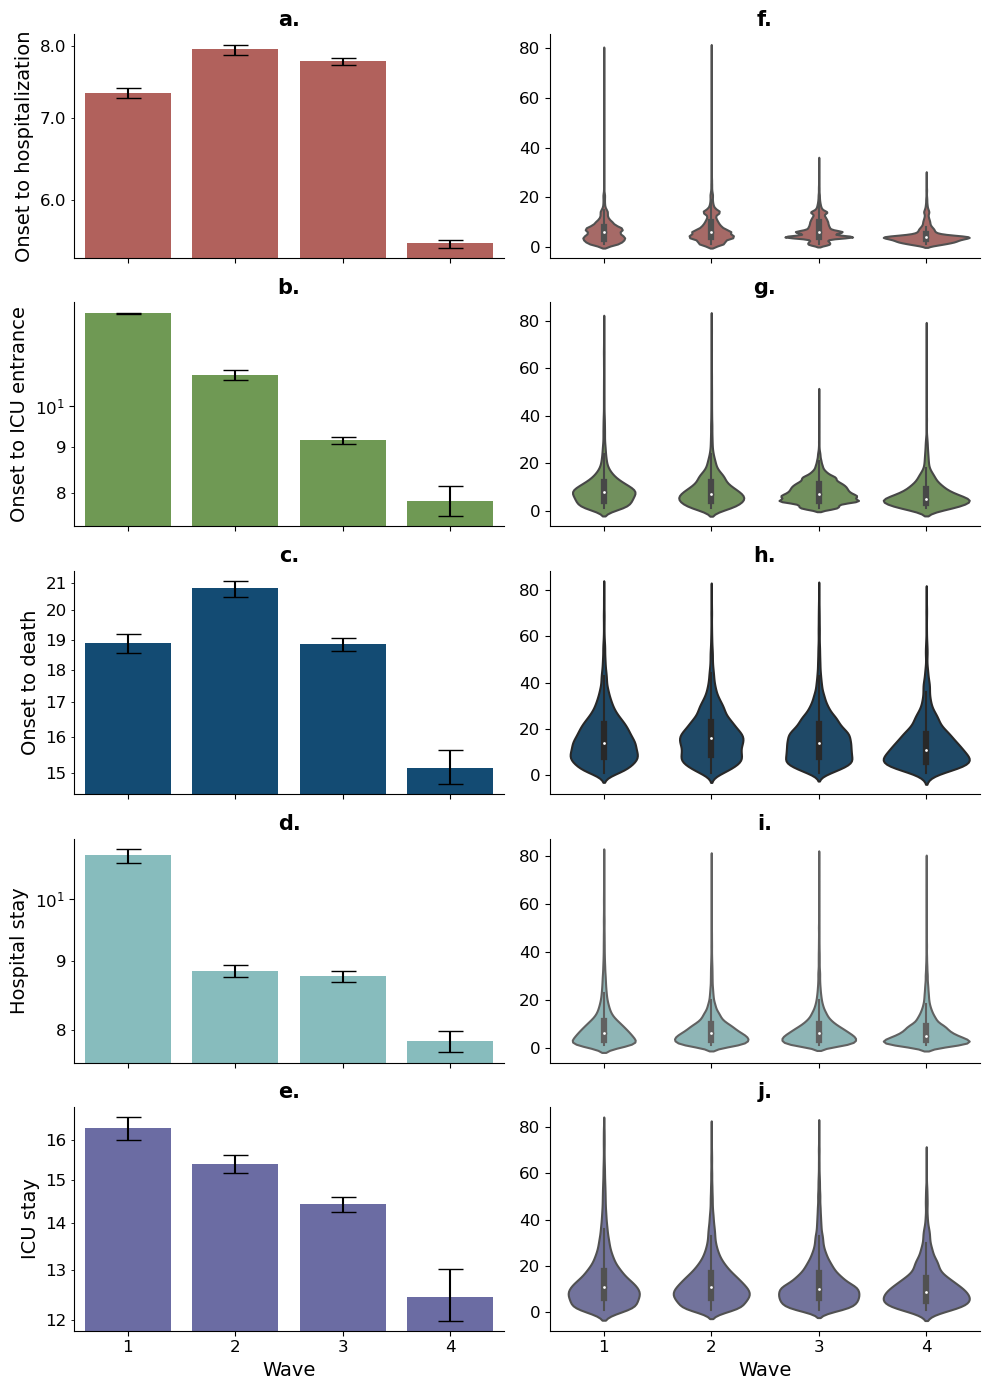 a.
Onset to hospitalization
8.0
7.0
6.0
f.
80
60
40
20
0
b.
Onset to ICU entrance
10¹
9
8
g.
80
60
40
20
0
c.
Onset to death
21
20
19
18
17
16
15
h.
80
60
40
20
0
d.
Hospital stay
10¹
9
8
i.
80
60
40
20
0
e.
ICU stay
16
15
14
13
12
1 2 3 4
Wave
j.
80
60
40
20
0
1 2 3 4
Wave